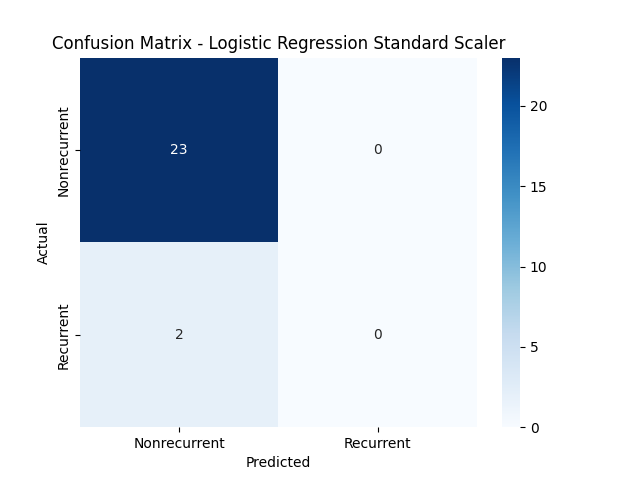 Confusion Matrix - Logistic Regression Standard Scaler
Actual
Nonrecurrent
Recurrent
23
0
2
0
Nonrecurrent
Recurrent
Predicted
20
15
10
5
0